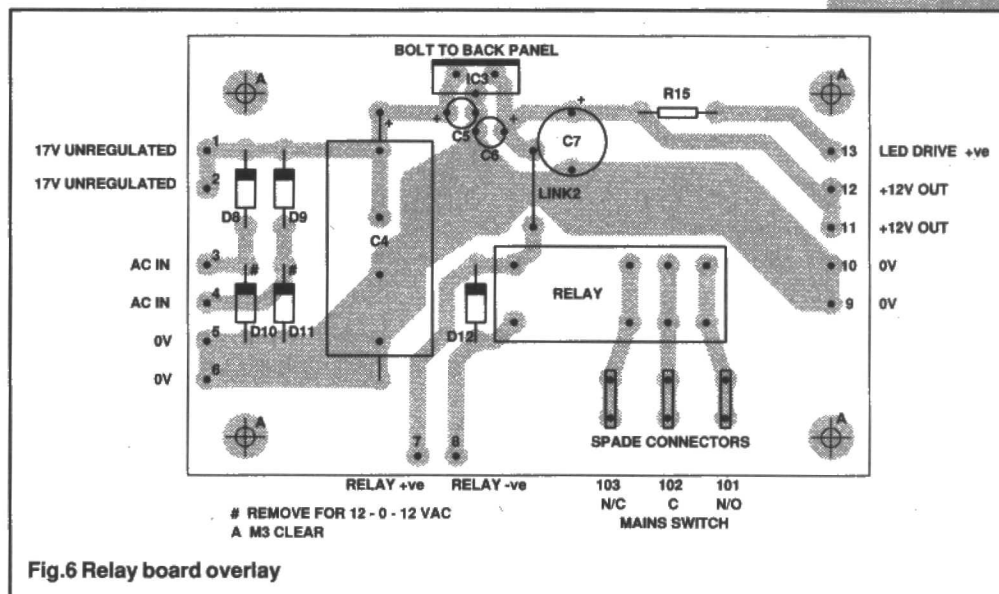 BOLT TO BACK PANEL
A
IC3
A
R15
+
+
C5
+
C6
+
C7
1
17V UNREGULATED
13
LED DRIVE +ve
2
17V UNREGULATED
12
+12V OUT
D8
D9
LINK2
C4
11
+12V OUT
3
AC IN
#
#
10
0V
RELAY
4
AC IN
9
0V
D10
D11
D12
5
0V
6
0V
A
7
8
SPADE CONNECTORS
A
RELAY +ve
RELAY -ve
103
102
101
N/C
C
N/O
MAINS SWITCH
# REMOVE FOR 12 - 0 - 12 VAC
A M3 CLEAR
Fig.6 Relay board overlay